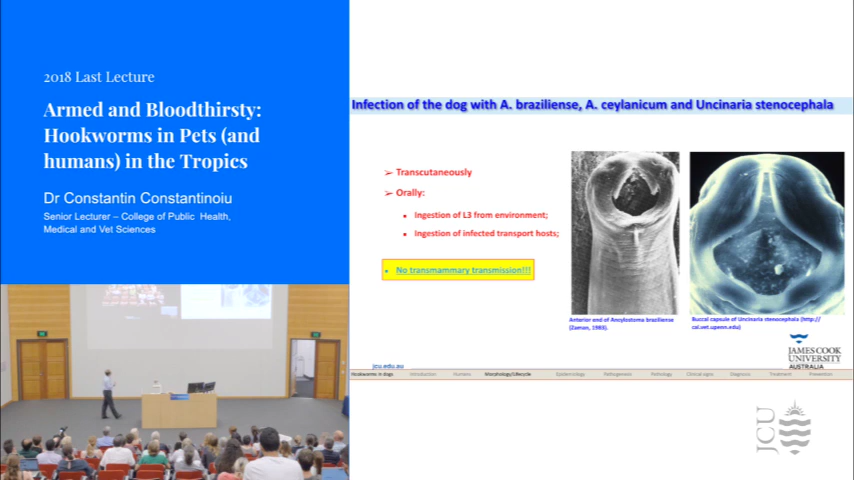 2018 Last Lecture
Armed and Bloodthirsty:
Hookworms in Pets (and
humans) in the Tropics
Dr Constantin Constantinoiu
Senior Lecturer – College of Public Health,
Medical and Vet Sciences
Infection of the dog with A. braziliense, A. ceylanicum and Uncinaria stenocephala
➢ Transcutaneously
➢ Orally:
▪ Ingestion of L3 from environment;
▪ Ingestion of infected transport hosts;
• No transmammary transmission!!!
Anterior end of Ancylostoma braziliense
(Zaman, 1983).
Buccal capsule of Uncinaria stenocephala (http://
cal.vet.upenn.edu)
JAMES COOK
UNIVERSITY
AUSTRALIA
jcu.edu.au
Hookworms in dogs Introduction Humans Morphology/Lifecycle Epidemiology Pathogenesis Pathology Clinical signs Diagnosis Treatment Prevention
JCU